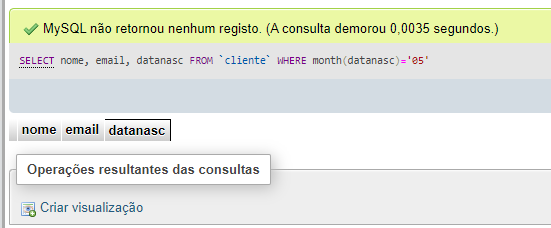 MySQL não retornou nenhum registo. (A consulta demorou 0,0035 segundos.)
SELECT nome, email, datanasc FROM `cliente` WHERE month(datanasc)='05'
nome email datanasc
Operações resultantes das consultas
Criar visualização